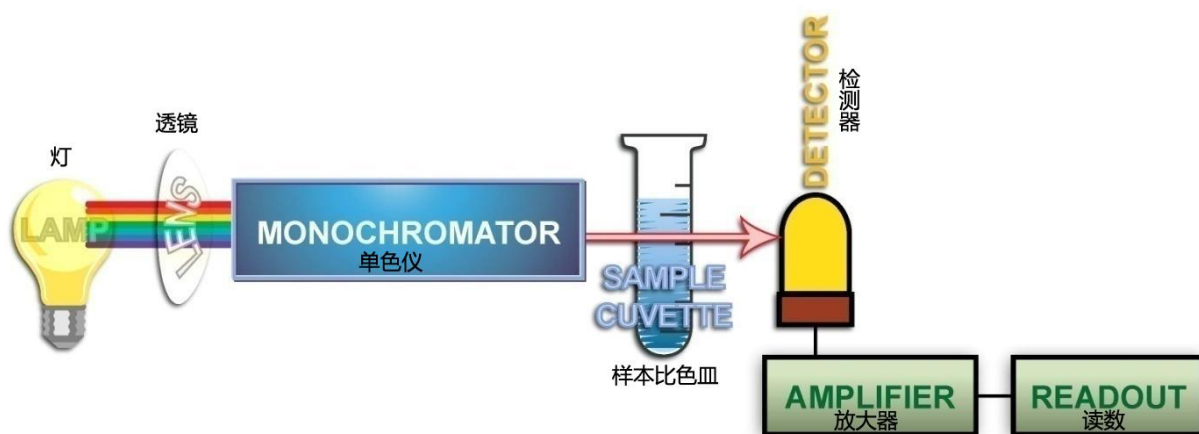 灯
LAMP
透镜
LENS
MONOCHROMATOR
单色仪
SAMPLE
CUVETTE
样本比色皿
DETECTOR
检测器
AMPLIFIER
放大器
READOUT
读数